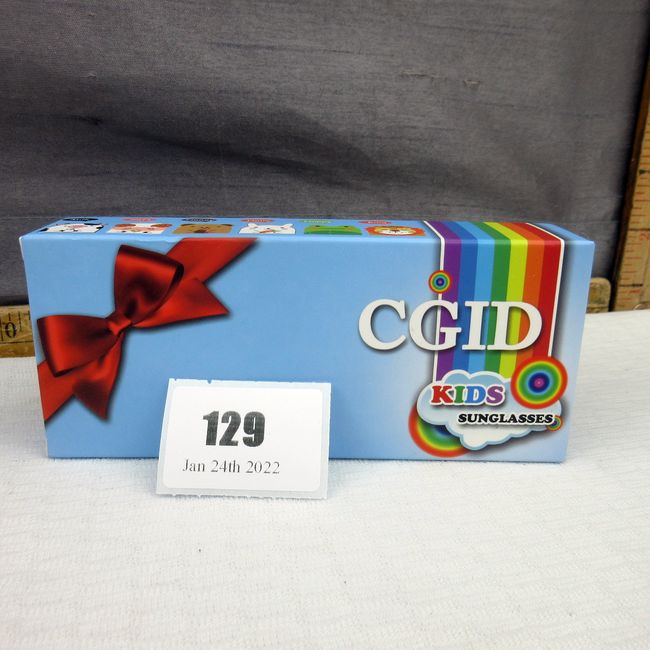 CGID
KIDS
SUNGLASSES
129
Jan 24th 2022